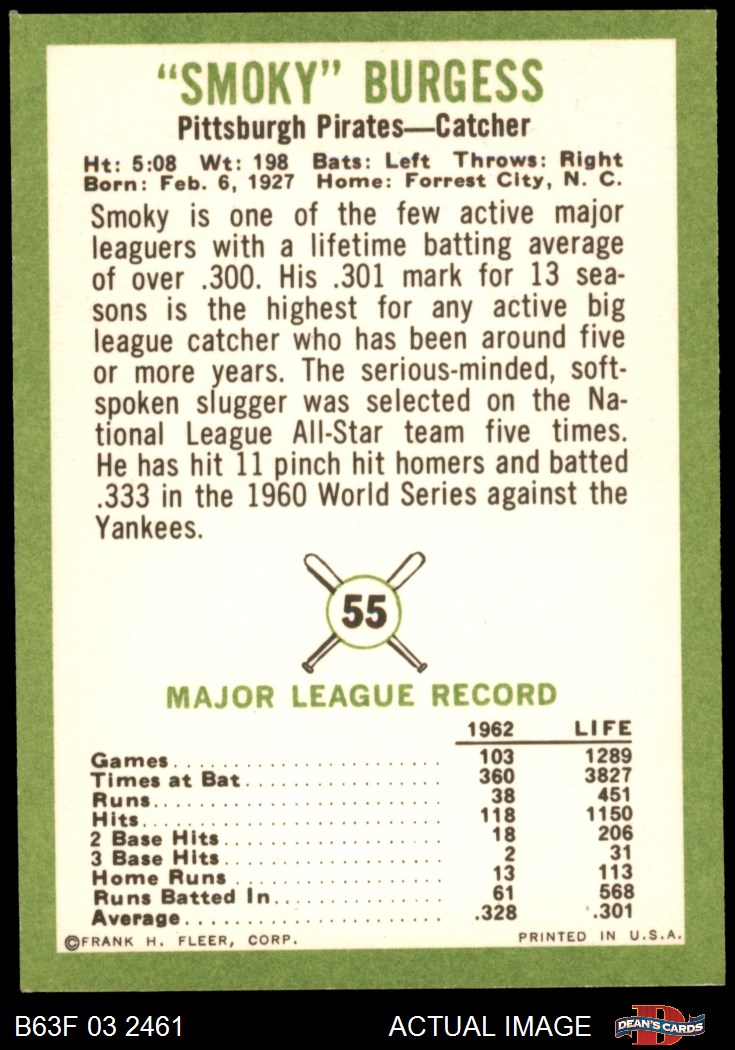 "SMOKY" BURGESS
Pittsburgh Pirates—Catcher
Ht: 5:08 Wt: 198 Bats: Left Throws: Right
Born: Feb. 6, 1927 Home: Forrest City, N. C.
Smoky is one of the few active major
leaguers with a lifetime batting average
of over .300. His .301 mark for 13 sea-
sons is the highest for any active big
league catcher who has been around five
or more years. The serious-minded, soft-
spoken slugger was selected on the Na-
tional League All-Star team five times.
He has hit 11 pinch hit homers and batted
.333 in the 1960 World Series against the
Yankees.
55
MAJOR LEAGUE RECORD
1962 LIFE
Games 103 1289
Times at Bat 360 3827
Runs 38 451
Hits 118 1150
2 Base Hits 18 206
3 Base Hits 2 31
Home Runs 13 113
Runs Batted In 61 568
Average .328 .301
©FRANK H. FLEER, CORP. PRINTED IN U.S.A.
B63F 03 2461 ACTUAL IMAGE D DEAN'S CARDS